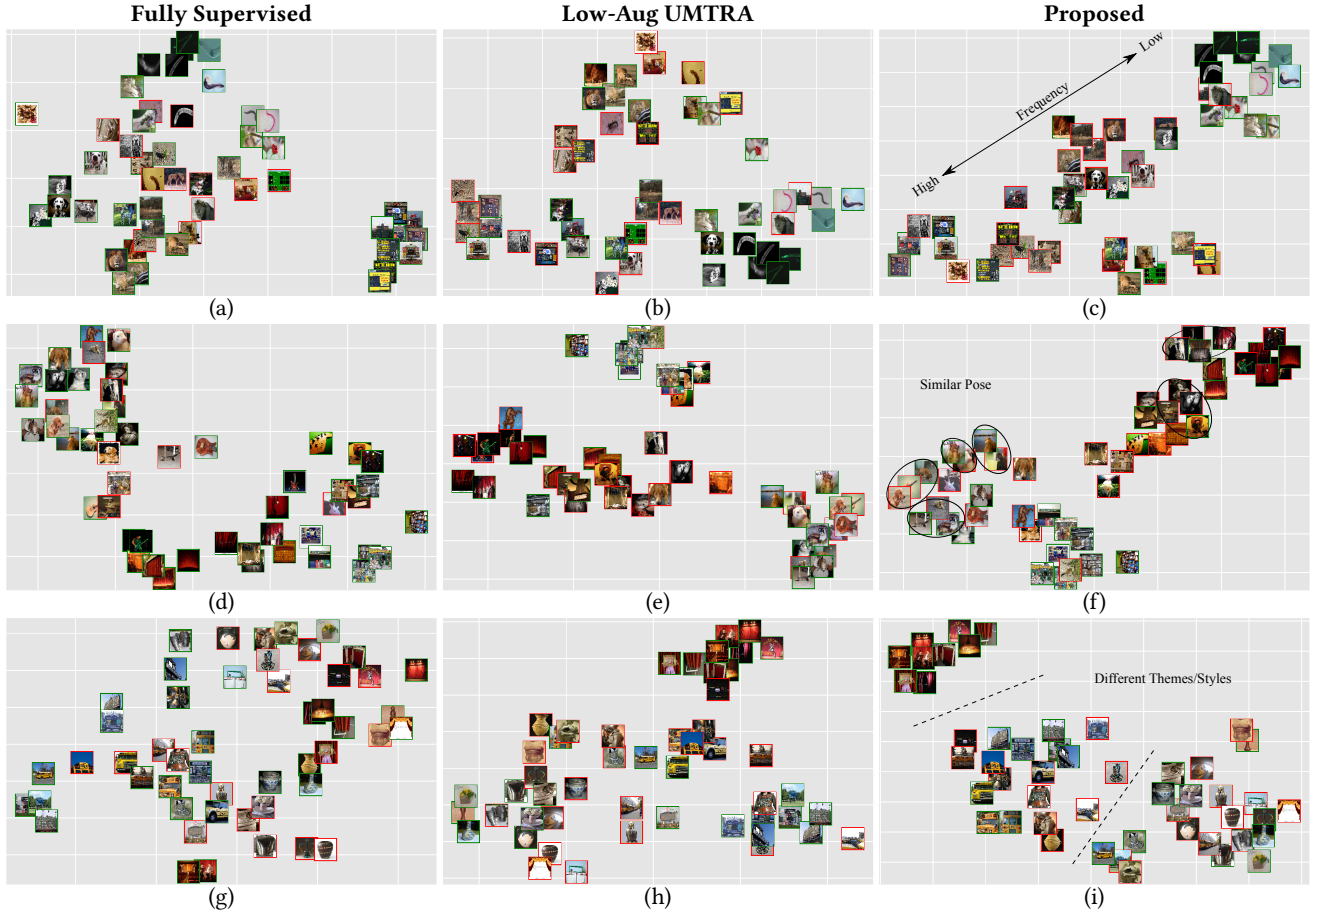 Fully Supervised
Low-Aug UMTRA
Proposed
Low
Frequency
High
(a)
(b)
(c)
Similar Pose
(d)
(e)
(f)
Different Themes/Styles
(g)
(h)
(i)